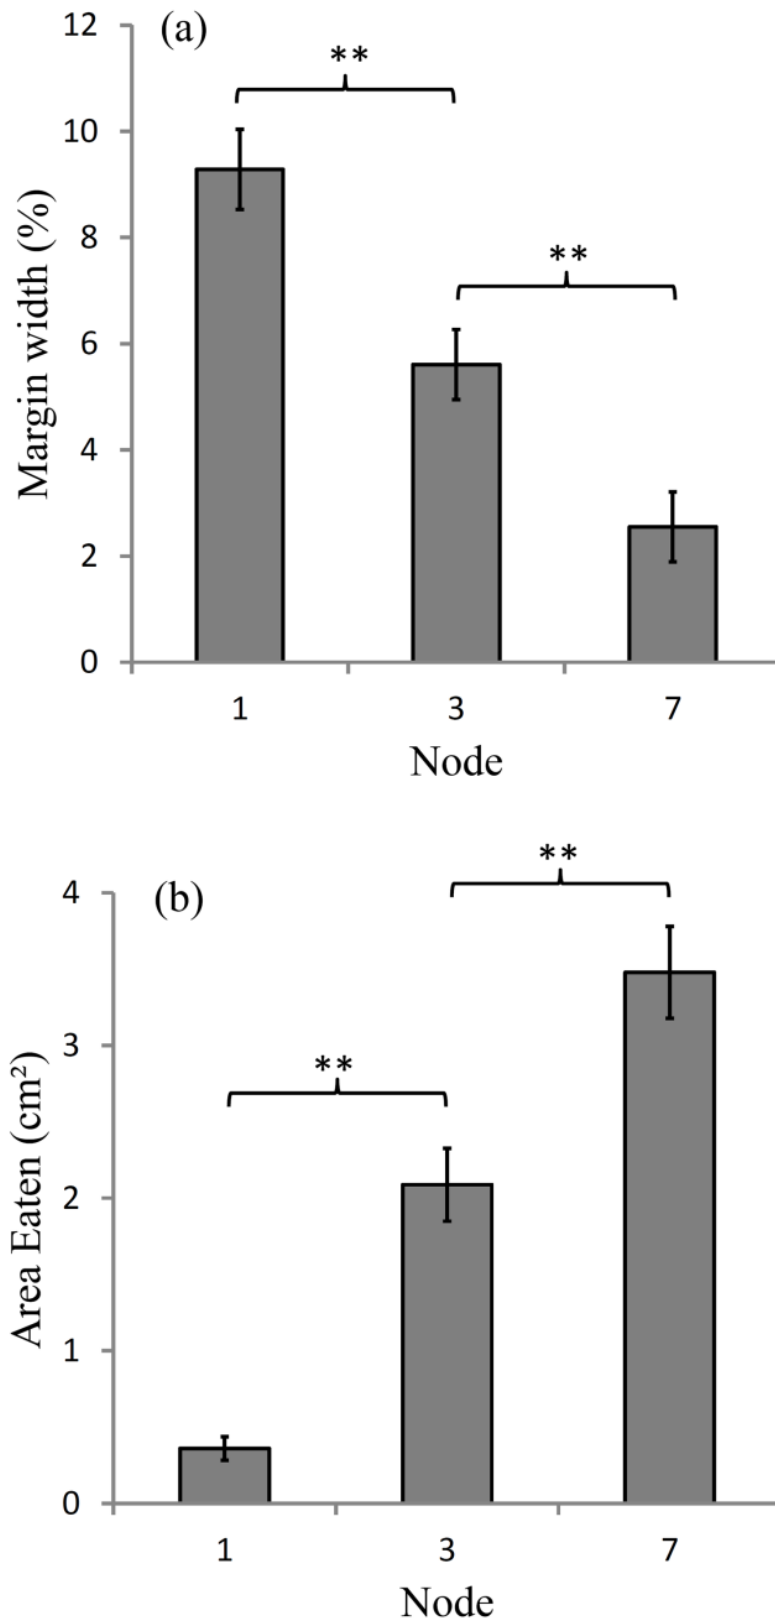 (a)
12
10
8
6
4
2
0
Margin width (%)
**
**
1 3 7
Node
(b)
4
3
2
1
0
Area Eaten (cm²)
**
**
1 3 7
Node